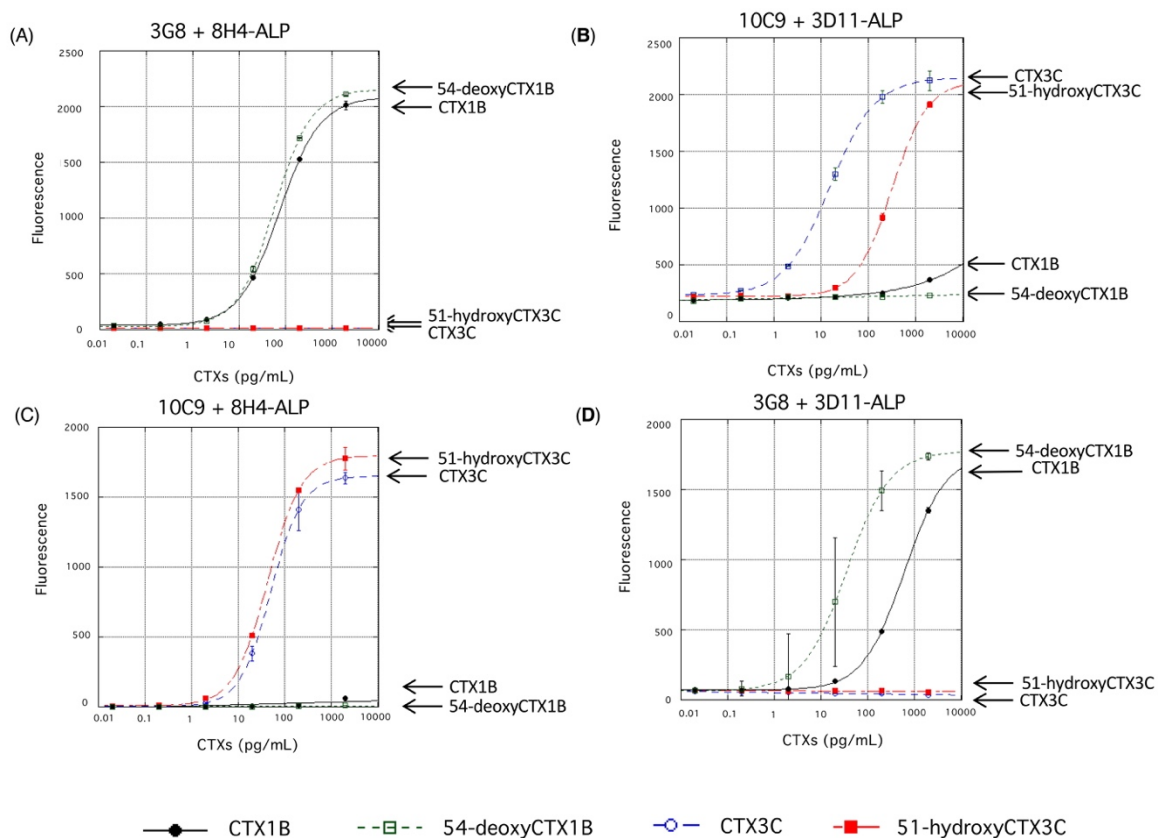 (A)
3G8 + 8H4-ALP
2500
2000
1500
1000
500
0
Fluorescence
0.01 0.1 1 10 100 1000 10000
CTXs (pg/mL)
54-deoxyCTX1B
CTX1B
51-hydroxyCTX3C
CTX3C
(B)
10C9 + 3D11-ALP
2500
2000
1500
1000
500
0
Fluorescence
0.01 0.1 1 10 100 1000 10000
CTXs (pg/mL)
CTX3C
51-hydroxyCTX3C
CTX1B
54-deoxyCTX1B
(C)
10C9 + 8H4-ALP
2000
1500
1000
500
0
Fluorescence
0.01 0.1 1 10 100 1000 10000
CTXs (pg/mL)
51-hydroxyCTX3C
CTX3C
CTX1B
54-deoxyCTX1B
(D)
3G8 + 3D11-ALP
2000
1500
1000
500
0
Fluorescence
0.01 0.1 1 10 100 1000 10000
CTXs (pg/mL)
54-deoxyCTX1B
CTX1B
51-hydroxyCTX3C
CTX3C
CTX1B 54-deoxyCTX1B CTX3C 51-hydroxyCTX3C